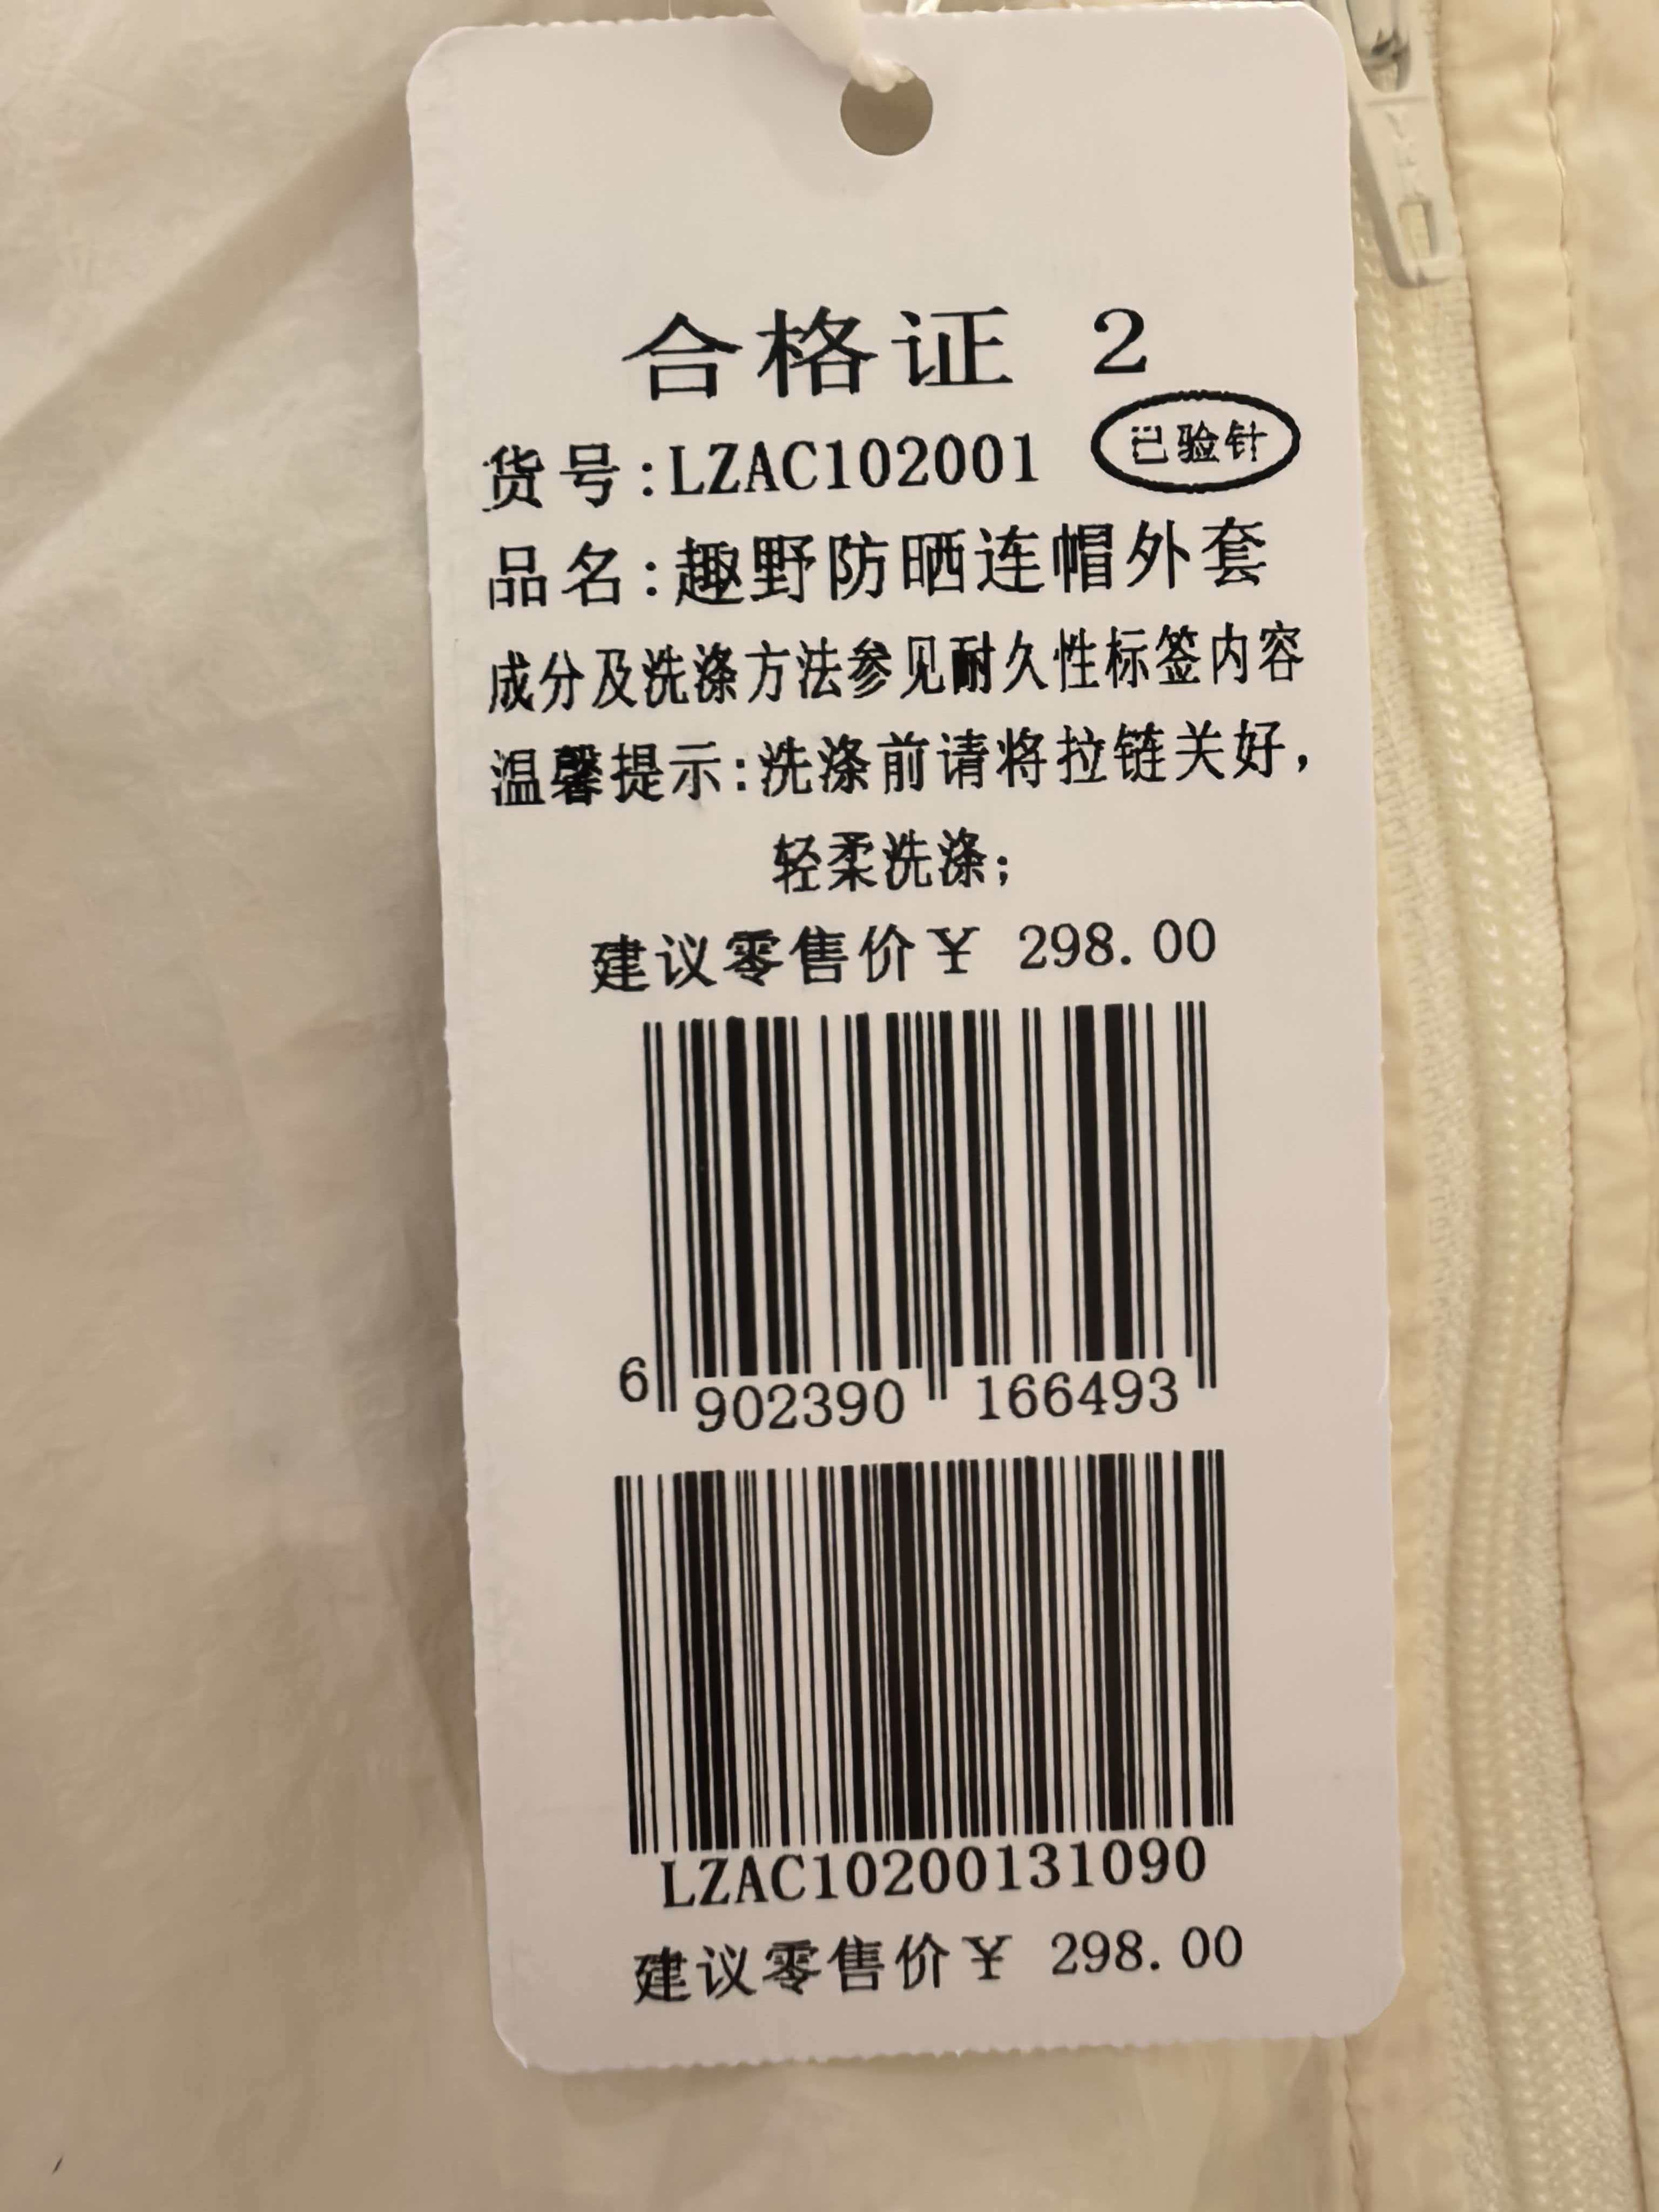 合格证 2
货号:LZAC102001 已验针
品名:趣野防晒连帽外套
成分及洗涤方法参见耐久性标签内容
温馨提示:洗涤前请将拉链关好,
轻柔洗涤;
建议零售价¥ 298.00
6 902390 166493
LZAC10200131090
建议零售价¥ 298.00